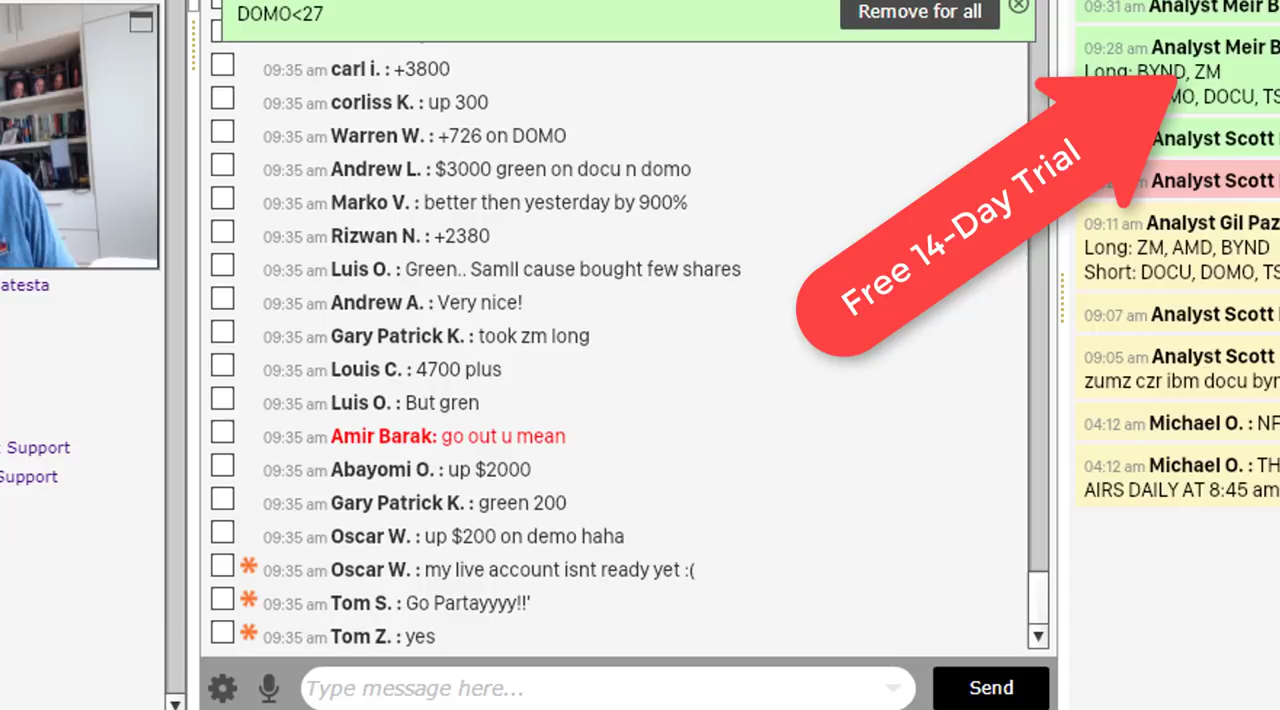 DOMO<27
Remove for all
09:35 am carl i. : +3800
09:35 am corliss K. : up 300
09:35 am Warren W. : +726 on DOMO
09:35 am Andrew L. : $3000 green on docu n domo
09:35 am Marko V. : better then yesterday by 900%
09:35 am Rizwan N. : +2380
09:35 am Luis O. : Green.. Samll cause bought few shares
09:35 am Andrew A. : Very nice!
09:35 am Gary Patrick K. : took zm long
09:35 am Louis C. : 4700 plus
09:35 am Luis O. : But gren
09:35 am Amir Barak: go out u mean
09:35 am Abayomi O. : up $2000
09:35 am Gary Patrick K. : green 200
09:35 am Oscar W. : up $200 on demo haha
09:35 am Oscar W. : my live account isnt ready yet :(
09:35 am Tom S. : Go Partayyyy!!'
09:35 am Tom Z. : yes
Type message here...
Send
atesta
Support
Support
Free 14-Day Trial
09:31 am Analyst Meir B
09:28 am Analyst Meir B
Long: BYND, ZM
MO, DOCU, TS
Analyst Scott
Analyst Scott
09:11 am Analyst Gil Paz
Long: ZM, AMD, BYND
Short: DOCU, DOMO, TS
09:07 am Analyst Scott
09:05 am Analyst Scott
zumz czr ibm docu byn
04:12 am Michael O. : NF
04:12 am Michael O. : TH
AIRS DAILY AT 8:45 am